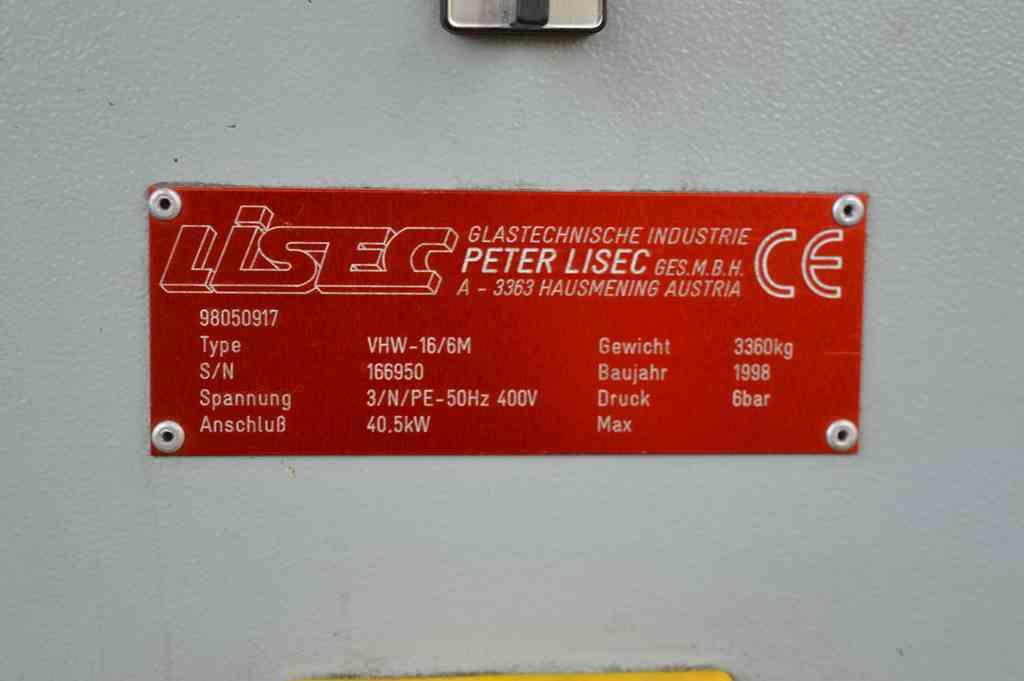 LISEC
GLASTECHNISCHE INDUSTRIE
PETER LISEC GES.M.B.H.
A - 3363 HAUSMENING AUSTRIA
CE
98050917
Type VHW-16/6M Gewicht 3360kg
S/N 166950 Baujahr 1998
Spannung 3/N/PE-50Hz 400V Druck 6bar
Anschluß 40.5kW Max